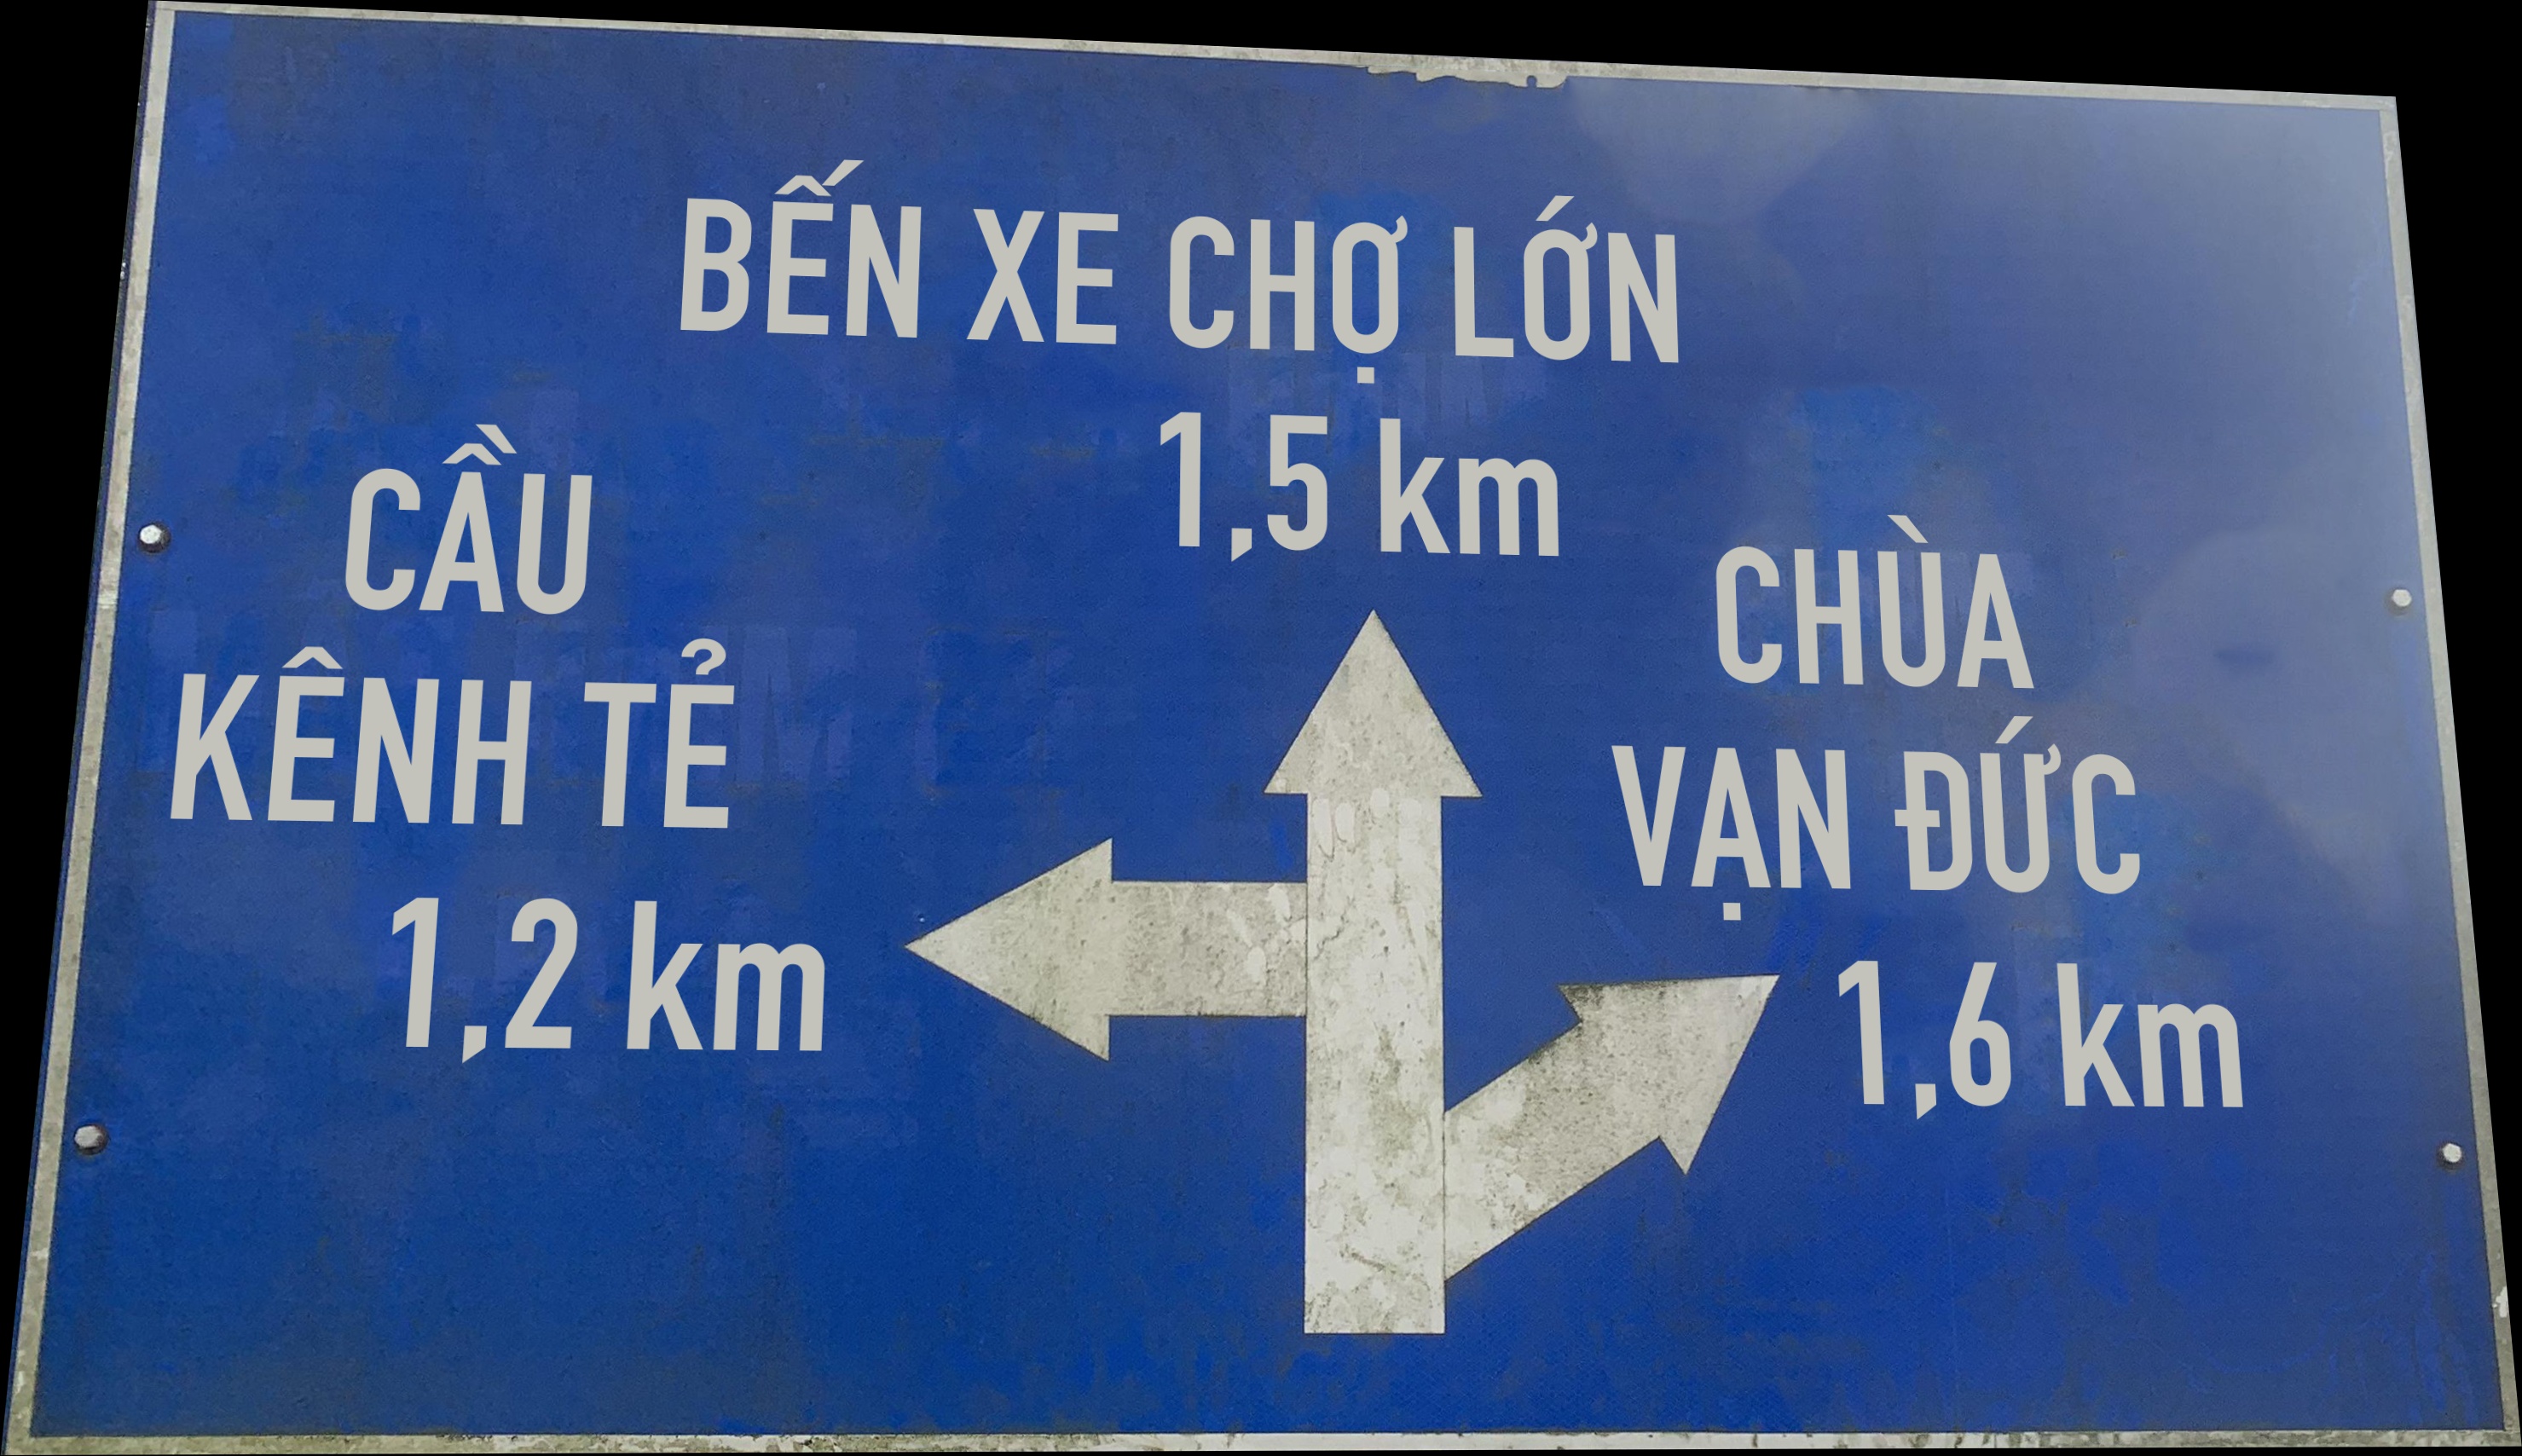 BẾN XE CHỢ LỚN
1,5 km
CẦU
KÊNH TẺ
1,2 km
CHÙA
VẠN ĐỨC
1,6 km